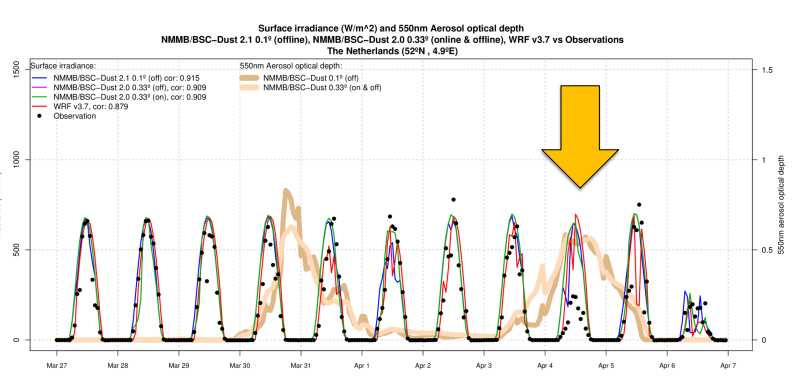 Surface irradiance (W/m^2) and 550nm Aerosol optical depth
NMMB/BSC−Dust 2.1 0.1º (offline), NMMB/BSC−Dust 2.0 0.33º (online & offline), WRF v3.7 vs Observations
The Netherlands (52ºN , 4.9ºE)
Surface irradiance:
NMMB/BSC−Dust 2.1 0.1º (off) cor: 0.915
NMMB/BSC−Dust 2.0 0.33º (off), cor: 0.909
NMMB/BSC−Dust 2.0 0.33º (on), cor: 0.909
WRF v3.7, cor: 0.879
Observation
550nm Aerosol optical depth:
NMMB/BSC−Dust 0.1º (off)
NMMB/BSC−Dust 0.33º (on & off)
1500
1000
500
0
1.5
1
0.5
0
550nm aerosol optical depth
Mar 27 Mar 28 Mar 29 Mar 30 Mar 31 Apr 1 Apr 2 Apr 3 Apr 4 Apr 5 Apr 6 Apr 7